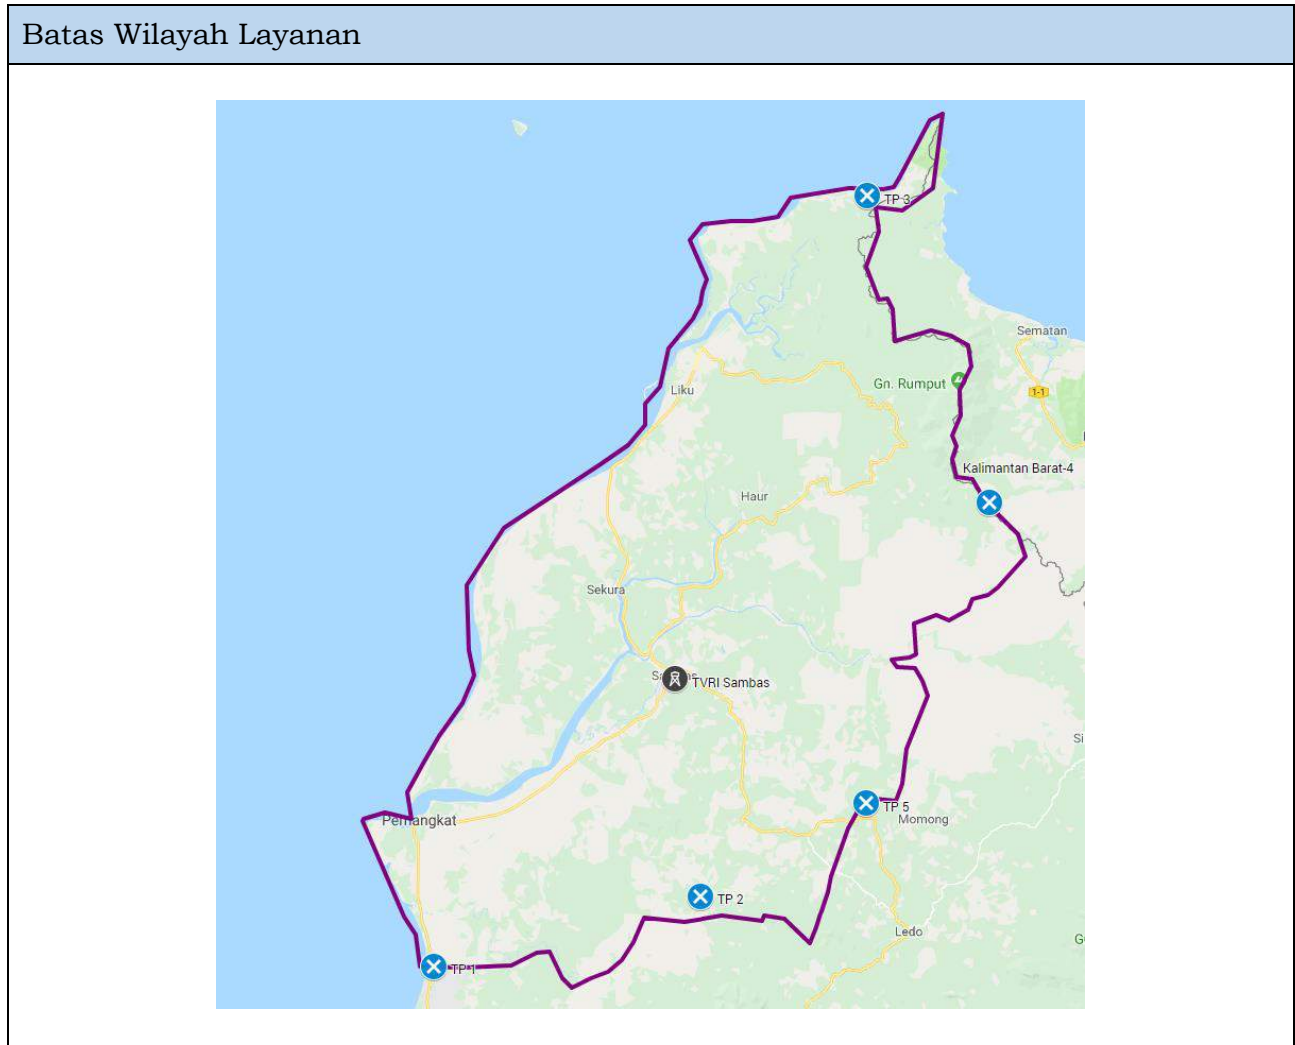 Batas Wilayah Layanan
TP 3
Sematan
Gn. Rumput
1-1
Liku
Kalimantan Barat-4
Haur
Sekura
TVRI Sambas
Si
TP 5
Momong
Pemangkat
TP 2
Ledo
G
TP 1